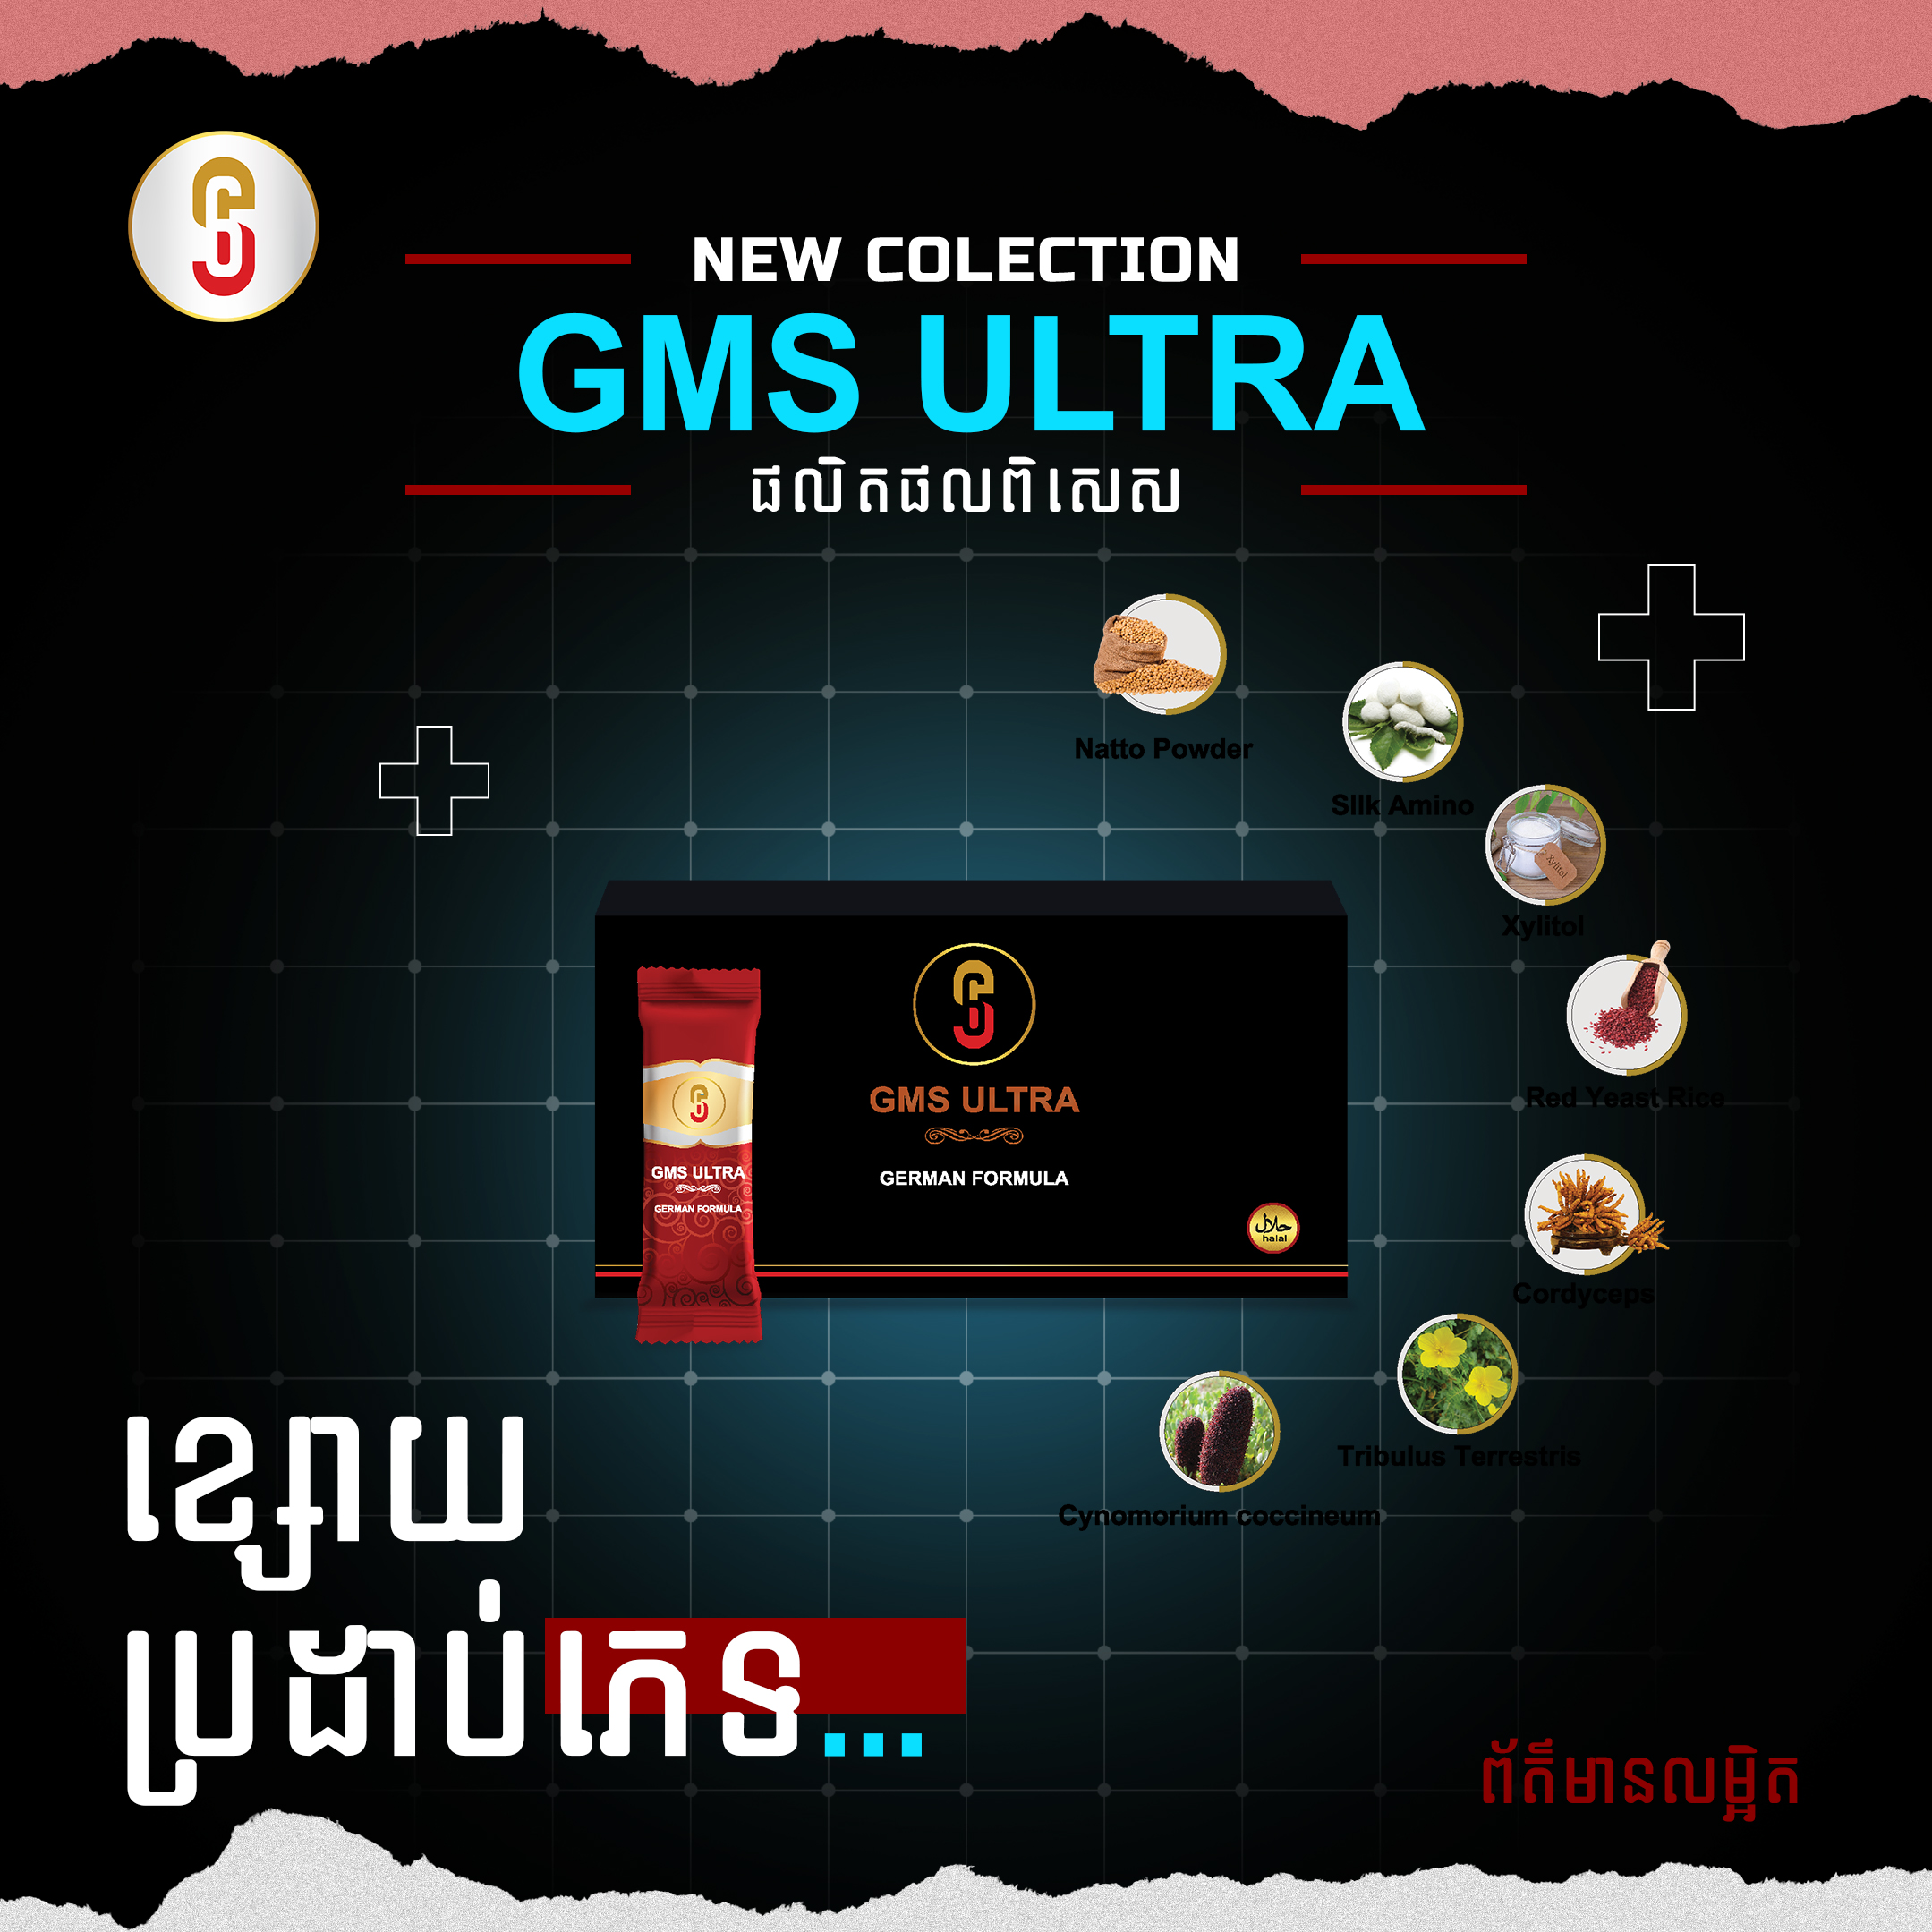 NEW COLECTION
GMS ULTRA
ផលិតផលពិសេស
Natto Powder
Silk Amino
Xylitol
Xylitol
Red Yeast Rice
GMS ULTRA
GERMAN FORMULA
GMS ULTRA
GERMAN FORMULA
حلال
halal
Cordyceps
Tribulus Terrestris
Cynomorium coccineum
ខ្សោយ
ប្រដាប់ភេទ...
ព័ត៌មានលម្អិត